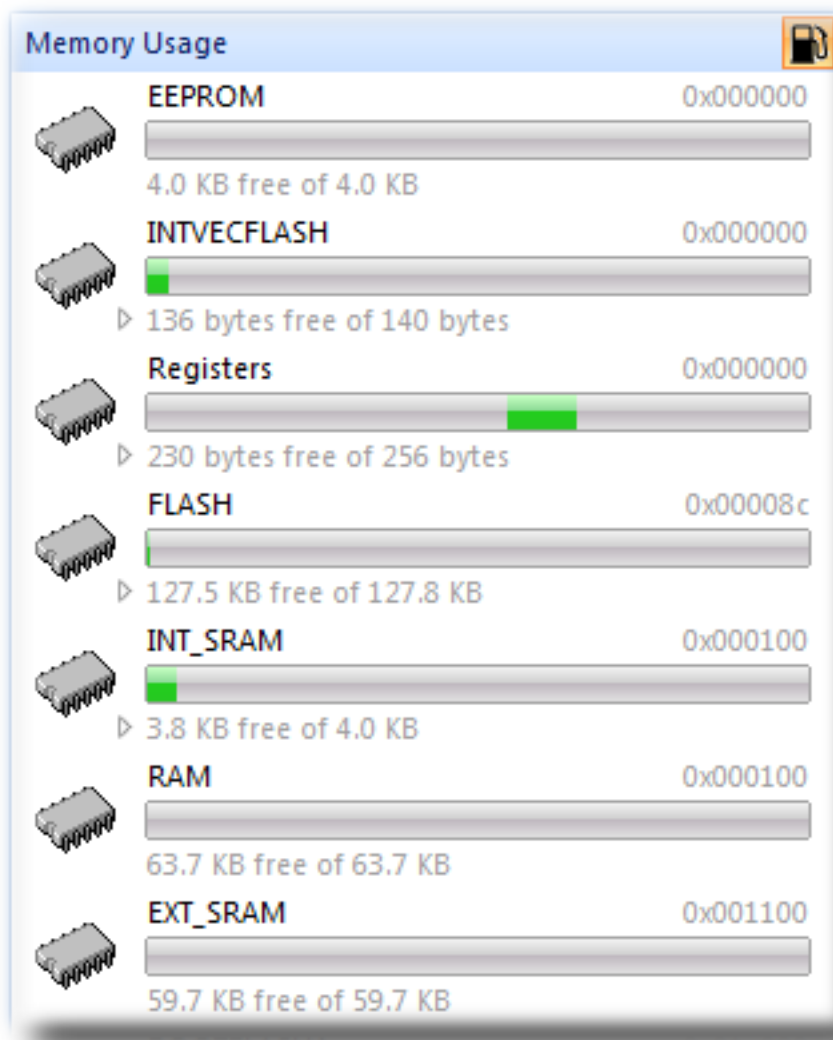 Memory Usage
EEPROM 0x000000
4.0 KB free of 4.0 KB
INTVECFLASH 0x000000
136 bytes free of 140 bytes
Registers 0x000000
230 bytes free of 256 bytes
FLASH 0x00008c
127.5 KB free of 127.8 KB
INT_SRAM 0x000100
3.8 KB free of 4.0 KB
RAM 0x000100
63.7 KB free of 63.7 KB
EXT_SRAM 0x001100
59.7 KB free of 59.7 KB